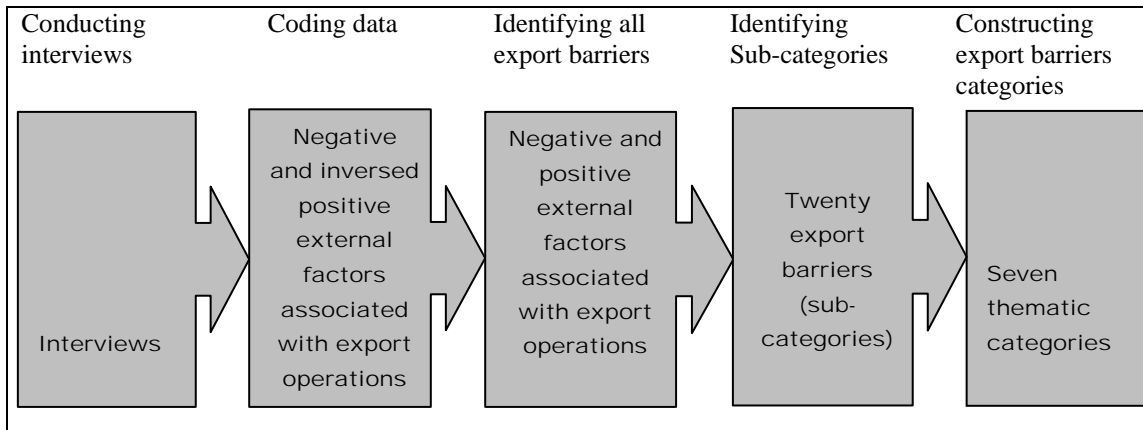 Conducting
interviews
Coding data
Identifying all
export barriers
Identifying
Sub-categories
Constructing
export barriers
categories
Interviews
Negative
and inversed
positive
external
factors
associated
with export
operations
Negative and
positive
external
factors
associated
with export
operations
Twenty
export
barriers
(sub-
categories)
Seven
thematic
categories